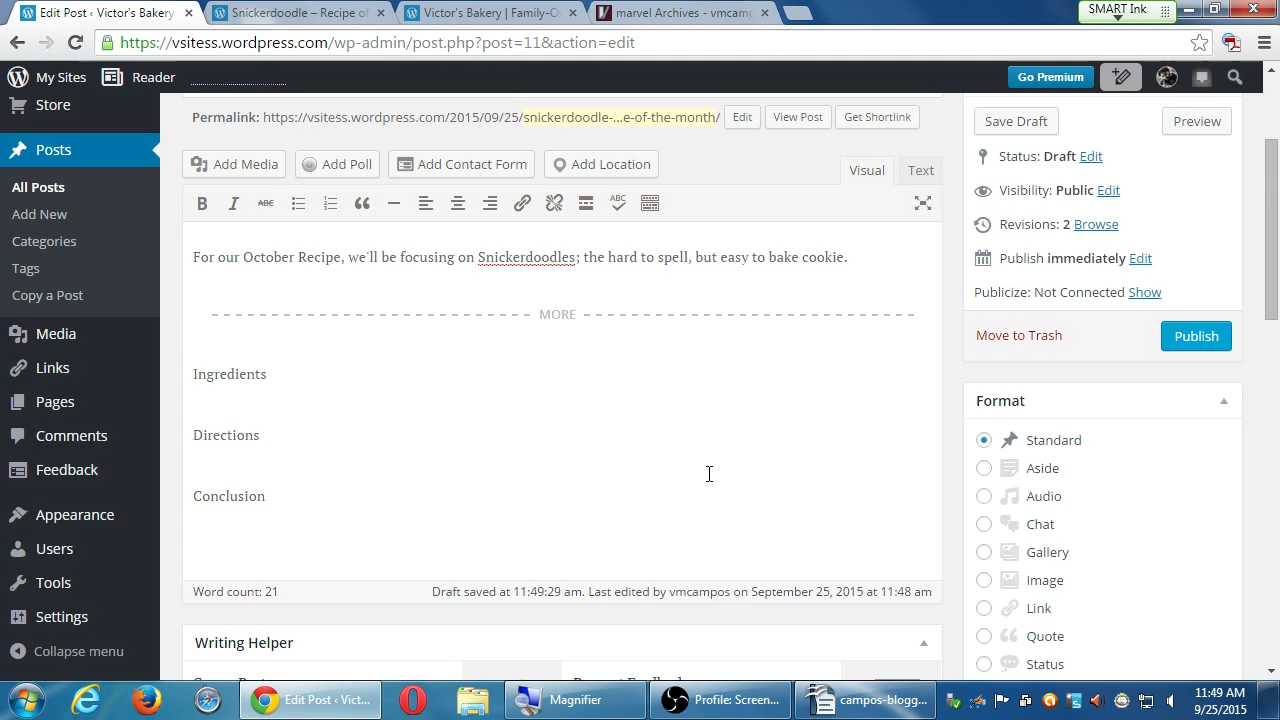 Edit Post ‹ Victor's Bakery
Snickerdoodle – Recipe of
Victor's Bakery | Family-O
marvel Archives - vmcamp
SMART Ink
https://vsitess.wordpress.com/wp-admin/post.php?post=11&action=edit
My Sites
Reader
Go Premium
Store
Permalink: https://vsitess.wordpress.com/2015/09/25/snickerdoodle-...e-of-the-month/
Edit
View Post
Get Shortlink
Save Draft
Preview
Posts
Status: Draft Edit
Add Media
Add Poll
Add Contact Form
Add Location
Visual
Text
All Posts
Visibility: Public Edit
Add New
ABC
ABC
Revisions: 2 Browse
Categories
For our October Recipe, we'll be focusing on Snickerdoodles; the hard to spell, but easy to bake cookie.
Publish immediately Edit
Tags
Publicize: Not Connected Show
Copy a Post
MORE
Media
Move to Trash
Publish
Links
Ingredients
Pages
Format
Comments
Directions
Standard
Feedback
Aside
Conclusion
Audio
Appearance
Chat
Users
Gallery
Tools
Word count: 21
Draft saved at 11:49:29 am. Last edited by vmcampos on September 25, 2015 at 11:48 am
Image
Settings
Link
Collapse menu
Writing Helper
Quote
Status
Edit Post ‹ Vict...
Magnifier
Profile: Screen...
campos-blogg...
11:49 AM
9/25/2015